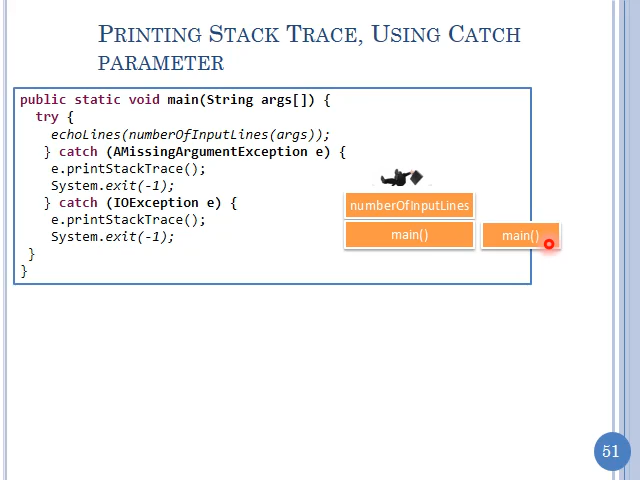 PRINTING STACK TRACE, USING CATCH
PARAMETER
public static void main(String args[]) {
try {
echoLines(numberOfInputLines(args));
} catch (AMissingArgumentException e) {
e.printStackTrace();
System.exit(-1);
} catch (IOException e) {
e.printStackTrace();
System.exit(-1);
}
}
numberOfInputLines
main()
main()
51